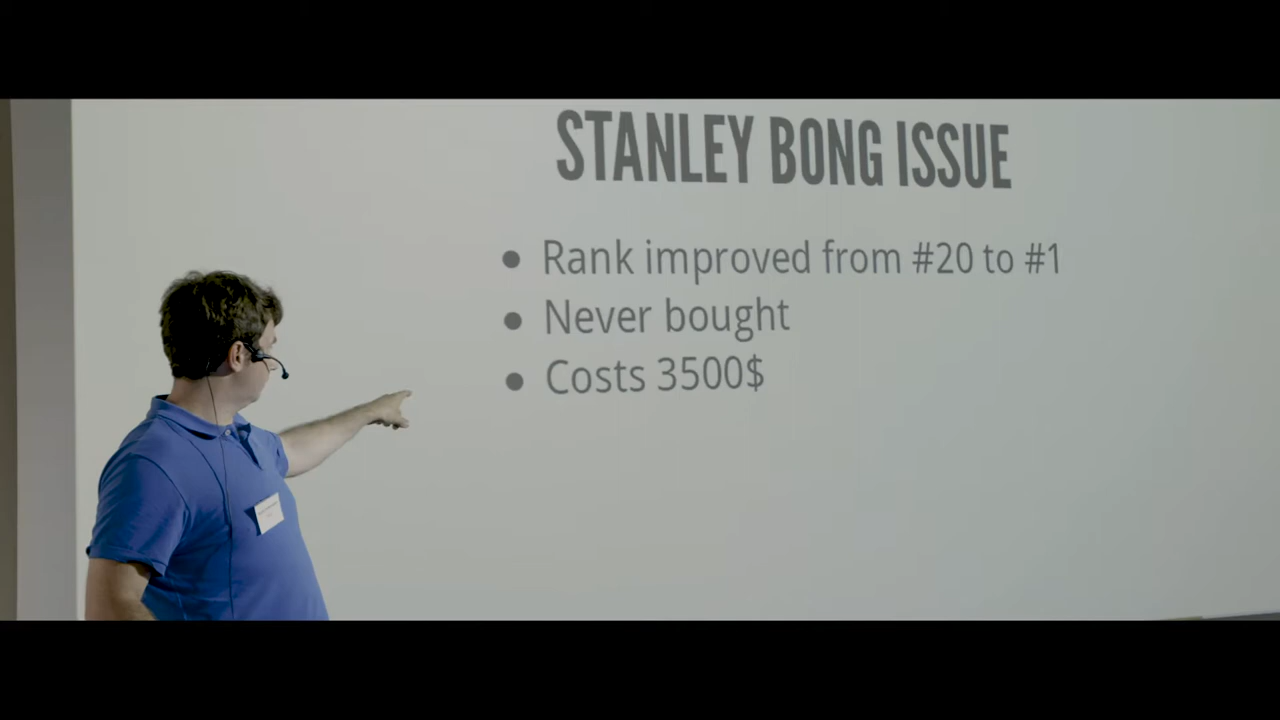 STANLEY BONG ISSUE
• Rank improved from #20 to #1
• Never bought
• Costs 3500$